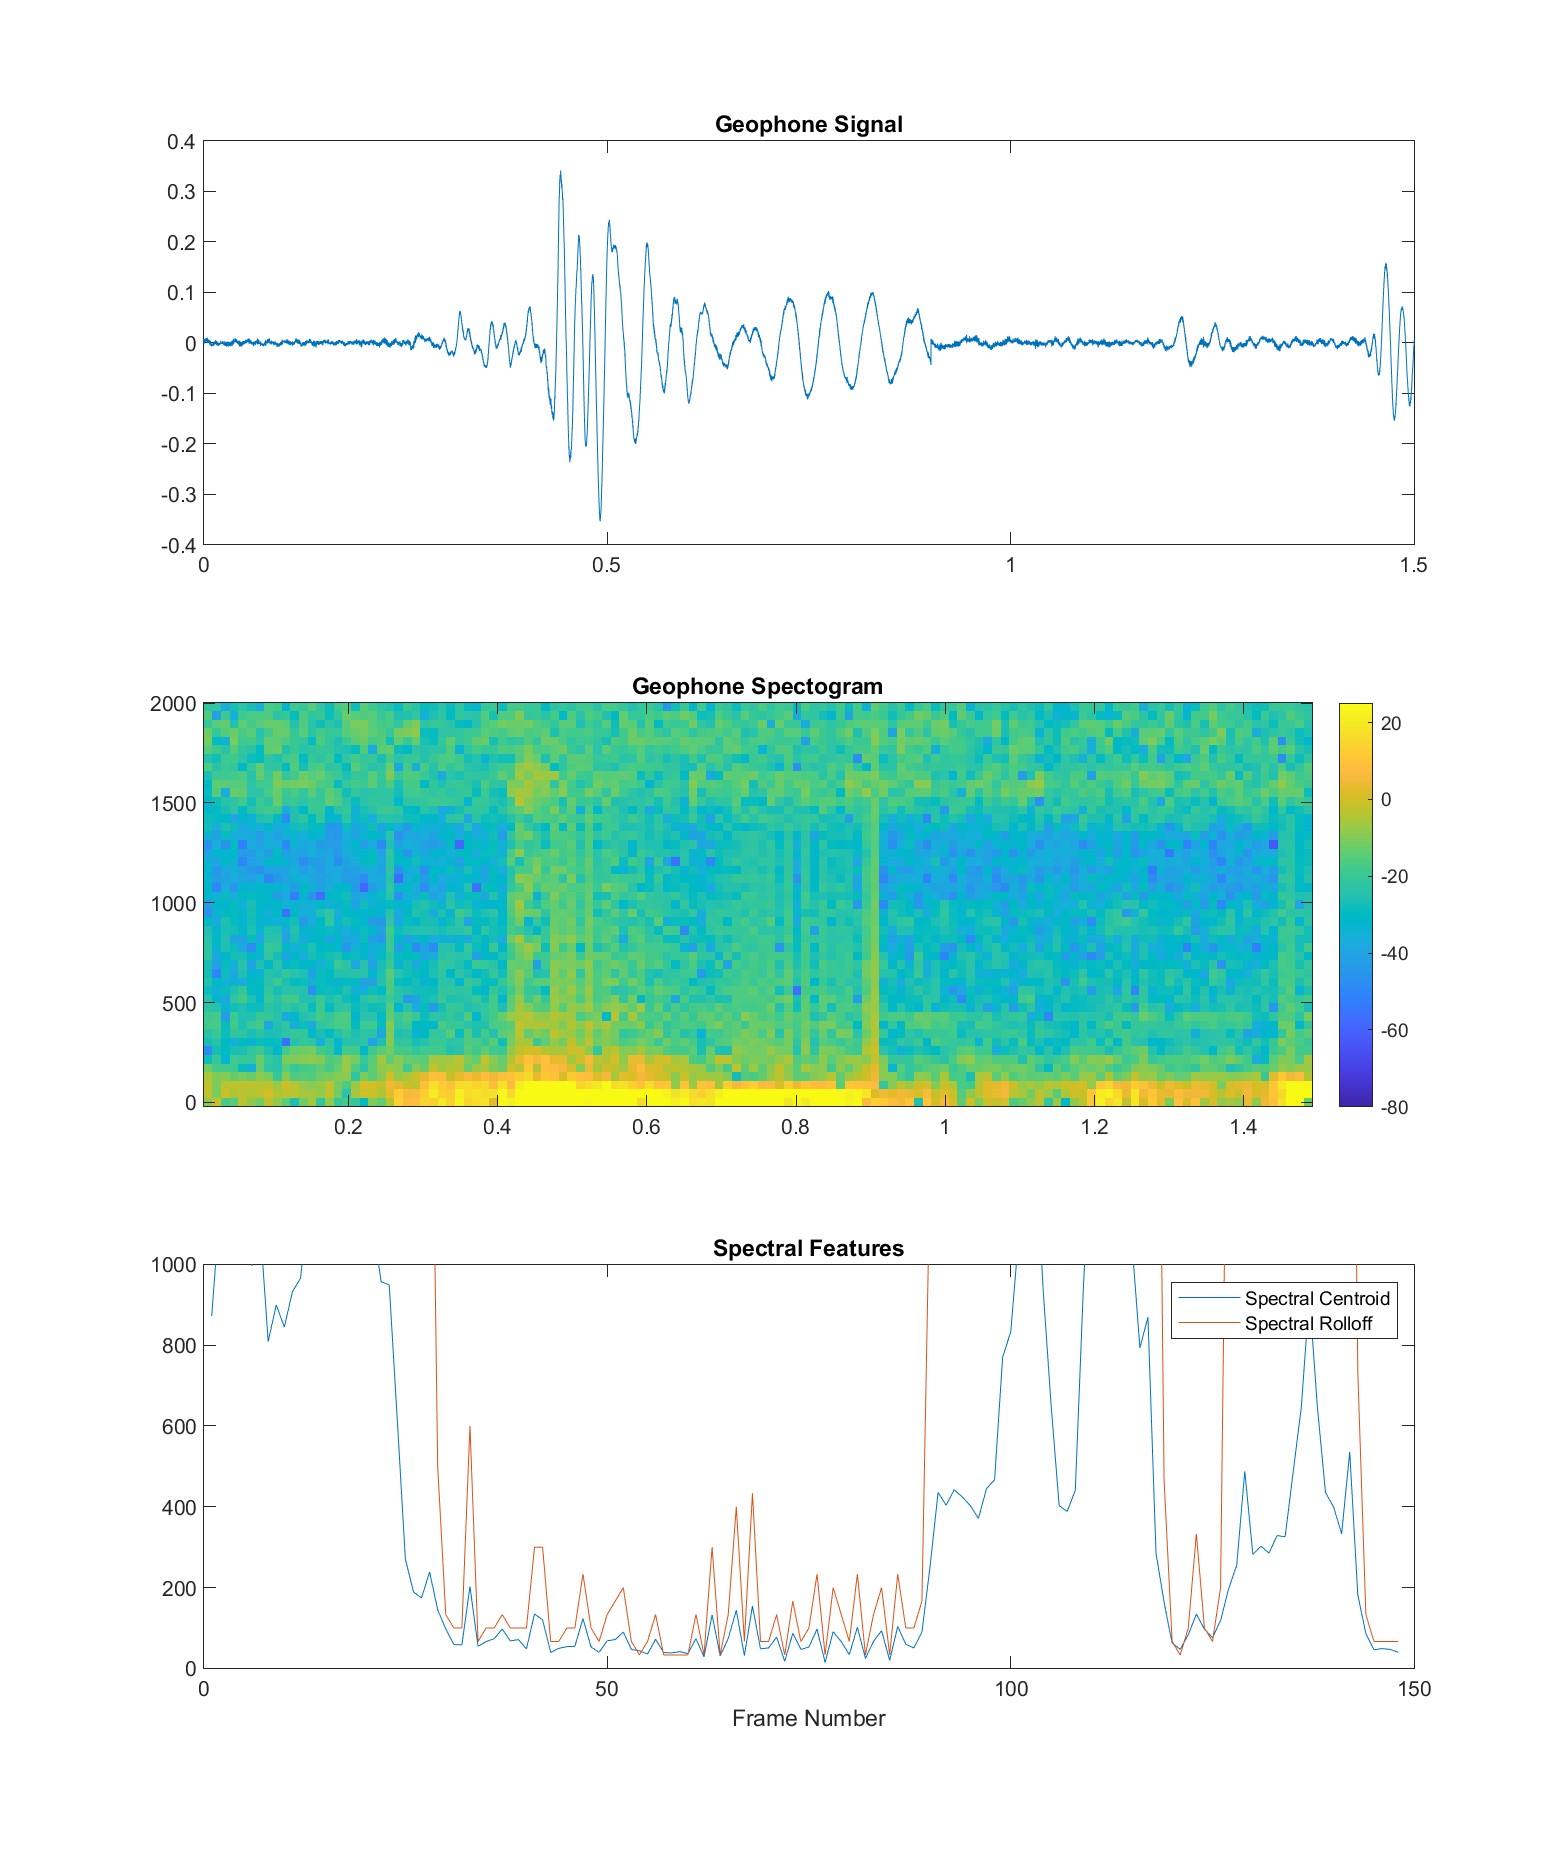 Geophone Signal
0.4
0.3
0.2
0.1
0
-0.1
-0.2
-0.3
-0.4
0 0.5 1 1.5
Geophone Spectogram
2000
1500
1000
500
0
20
0
-20
-40
-60
-80
0.2 0.4 0.6 0.8 1 1.2 1.4
Spectral Features
1000
800
600
400
200
0
Spectral Centroid
Spectral Rolloff
0 50 100 150
Frame Number